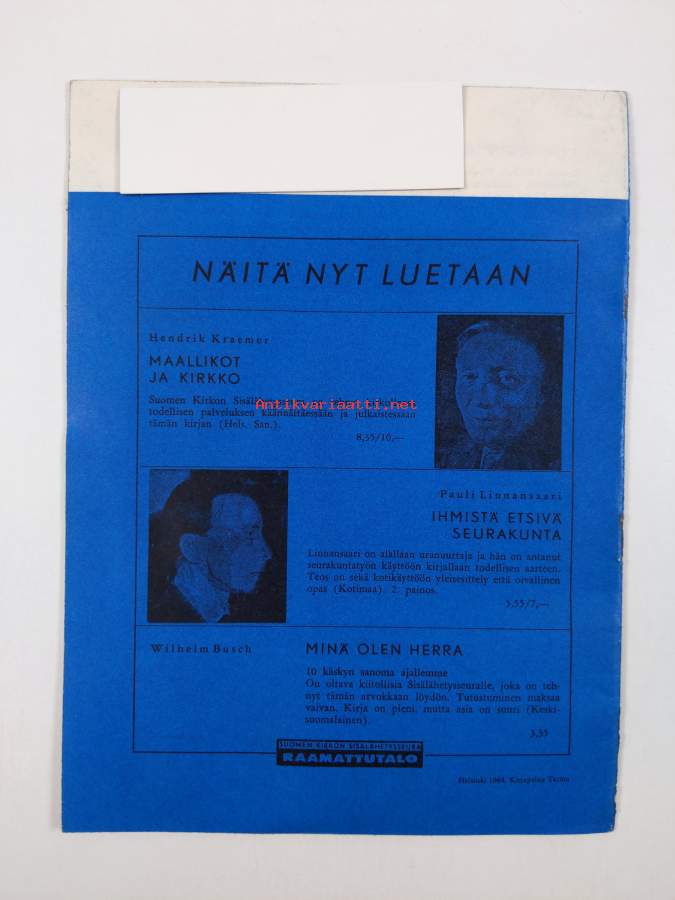 NÄITÄ NYT LUETAAN
Hendrik Kraemer
MAALLIKOT
JA KIRKKO
Suomen Kirkon
Antikvariaatti.net
todellisen palveluksen kääntäessään ja julkaistessaan
tämän kirjan (Hels. San.).
8,35/10,—
Pauli Linnansaari
IHMISTÄ ETSIVÄ
SEURAKUNTA
Linnansaari on alallaan uranuurtaja ja hän on antanut
seurakuntatyön käyttöön kirjallaan todellisen aarteen.
Teos on sekä kotikäyttöön yleisesittely että oivallinen
opas (Kotimaa). 2. painos.
5,55/7,—
Wilhelm Busch
MINÄ OLEN HERRA
10 käskyn sanoma ajallemme
On oltava kiitollisia Sisälähetysseuralle, joka on teh-
nyt tämän arvokkaan löydön. Tutustuminen maksaa
vaivan. Kirja on pieni, mutta asia on suuri (Keski-
suomalainen).
3,35
SUOMEN KIRKON SISÄLÄHETYSSEURA
RAAMATTUTALO
Helsinki 1964. Kirjapaino Tarmo